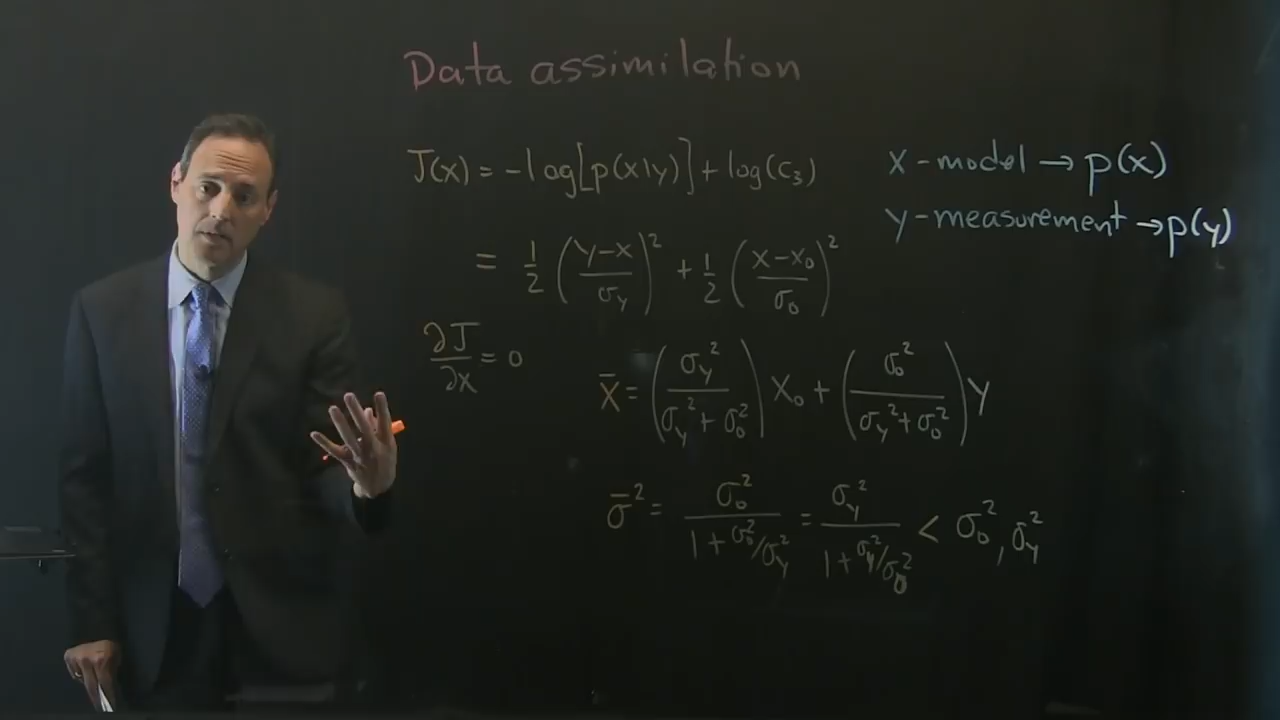 Data assimilation
J(x) = -log[p(x|y)] + log(C₃)
x-model → p(x)
y-measurement → p(y)
= 1/2 ((y-x)/σ_y)² + 1/2 ((x-x₀)/σ₀)²
∂J/∂x = 0
x̄ = (σ_y²/(σ_y² + σ₀²)) x₀ + (σ₀²/(σ_y² + σ₀²)) y
σ̄² = σ₀²/(1 + σ₀²/σ_y²) = σ_y²/(1 + σ_y²/σ₀²) < σ₀², σ_y²